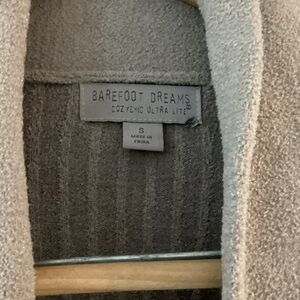 BAREFOOT DREAMS®
COZYCHIC ULTRA LITE®
S
MADE IN
CHINA